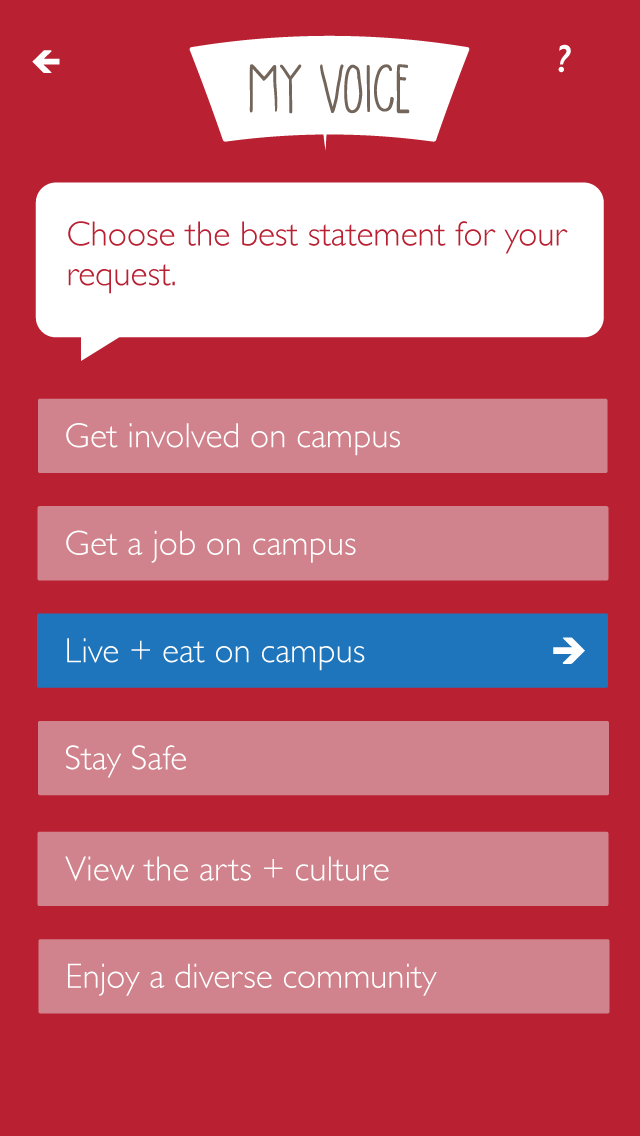 MY VOICE
?
Choose the best statement for your
request.
Get involved on campus
Get a job on campus
Live + eat on campus
Stay Safe
View the arts + culture
Enjoy a diverse community